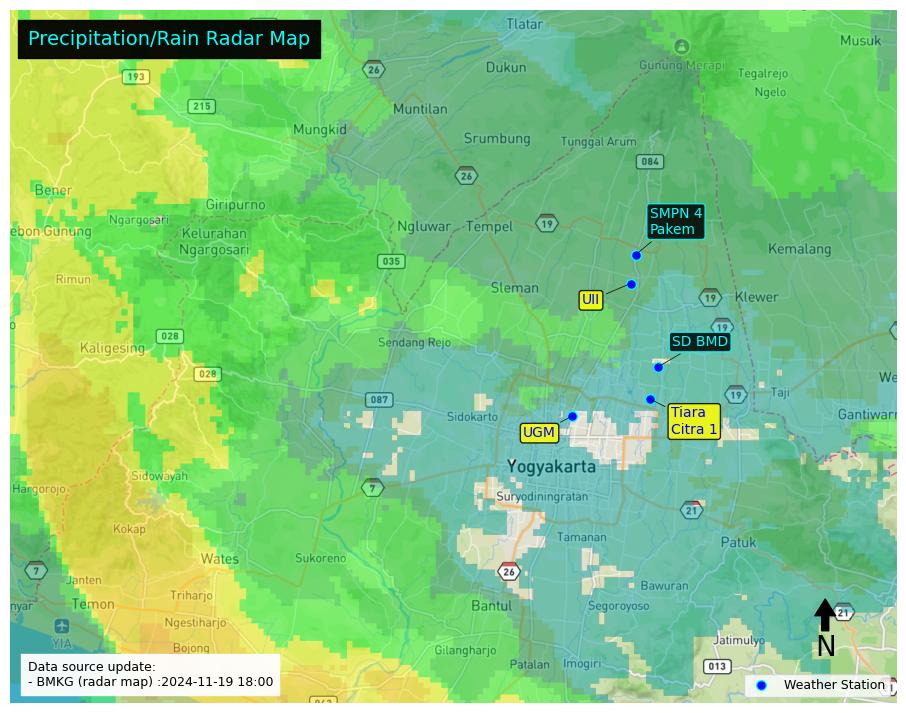 Precipitation/Rain Radar Map
Tlatar
Musuk
26
Dukun
Gunung Merapi
193
Tegalrejo
Ngelo
215
Muntilan
Mungkid
Srumbung
Tunggal Arum
084
26
Bener
Giripurno
SMPN 4
Pakem
Ngargosari
Ngluwar
Tempel
19
ebon Gunung
Kelurahan
Ngargosari
Kemalang
035
Rimun
Sleman
UII
19
Klewer
19
028
Sendang Rejo
SD BMD
Kaligesing
028
We
087
19
Taji
Sidokarto
Tiara
Citra 1
Gantiwarn
UGM
Yogyakarta
Sidowayah
Hargorojo
7
Suryodiningratan
21
Kokap
Tamanan
Patuk
Wates
Sukoreno
7
26
Janten
Bawuran
Triharjo
nyar
Temon
Bantul
Segoroyoso
21
Ngestiharjo
YIA
Jatimulyo
N
Bojong
Gilangharjo
Patalan
Imogiri
013
Data source update:
- BMKG (radar map) :2024-11-19 18:00
Weather Station